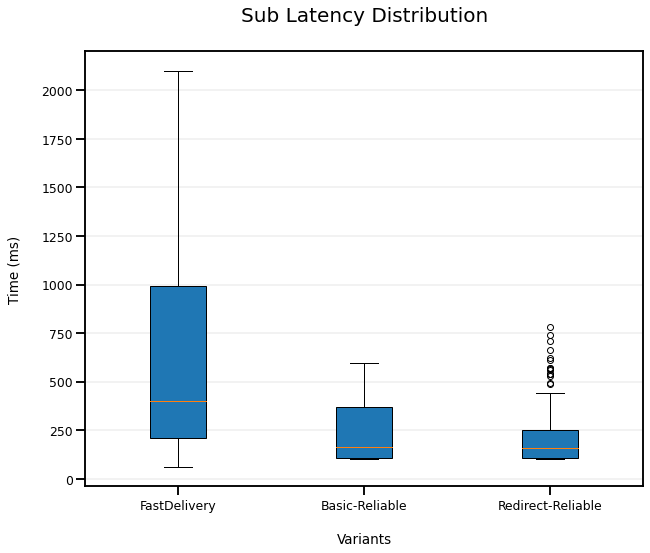 Sub Latency Distribution
2000
1750
1500
1250
1000
750
500
250
0
Time (ms)
FastDelivery
Basic-Reliable
Redirect-Reliable
Variants